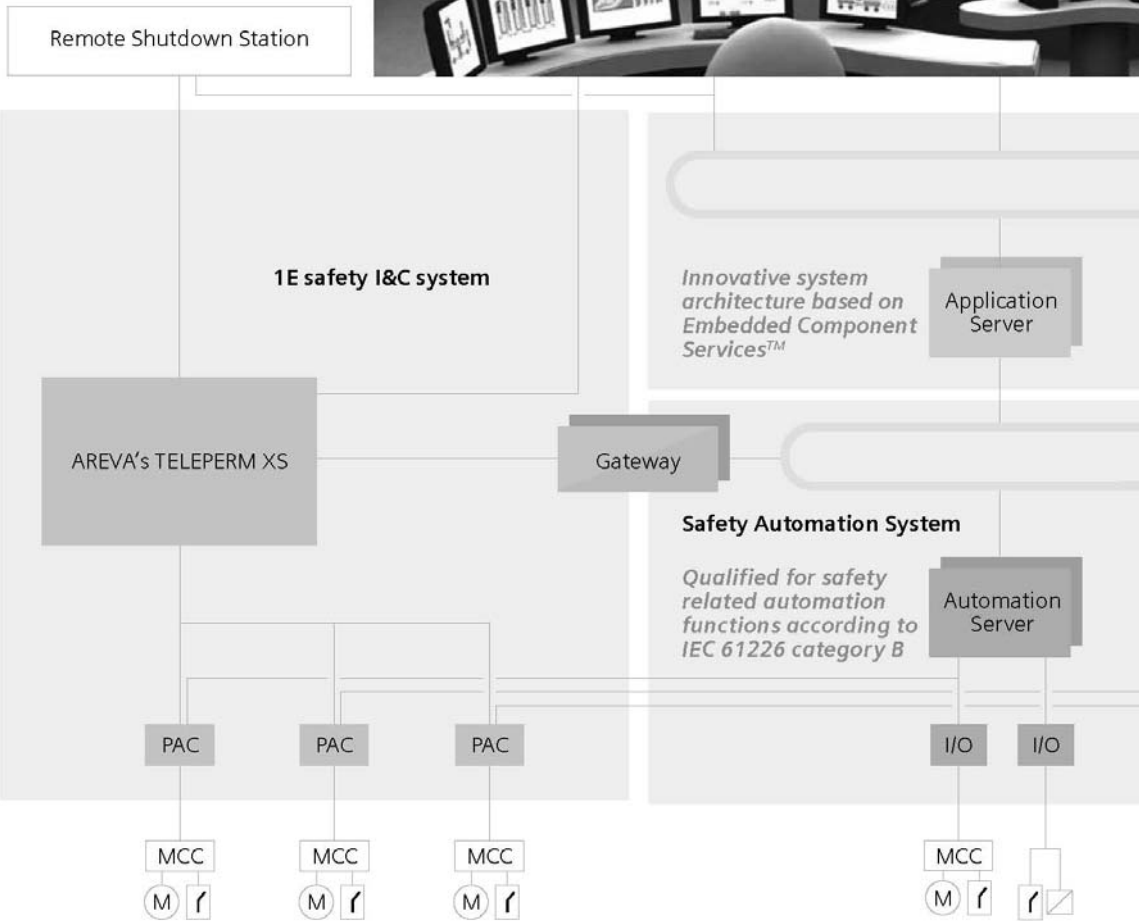 Remote Shutdown Station
1E safety I&C system
Innovative system
architecture based on
Embedded Component
Services™
Application
Server
AREVA's TELEPERM XS
Gateway
Safety Automation System
Qualified for safety
related automation
functions according to
IEC 61226 category B
Automation
Server
PAC
PAC
PAC
I/O
I/O
MCC
MCC
MCC
MCC
M
M
M
M